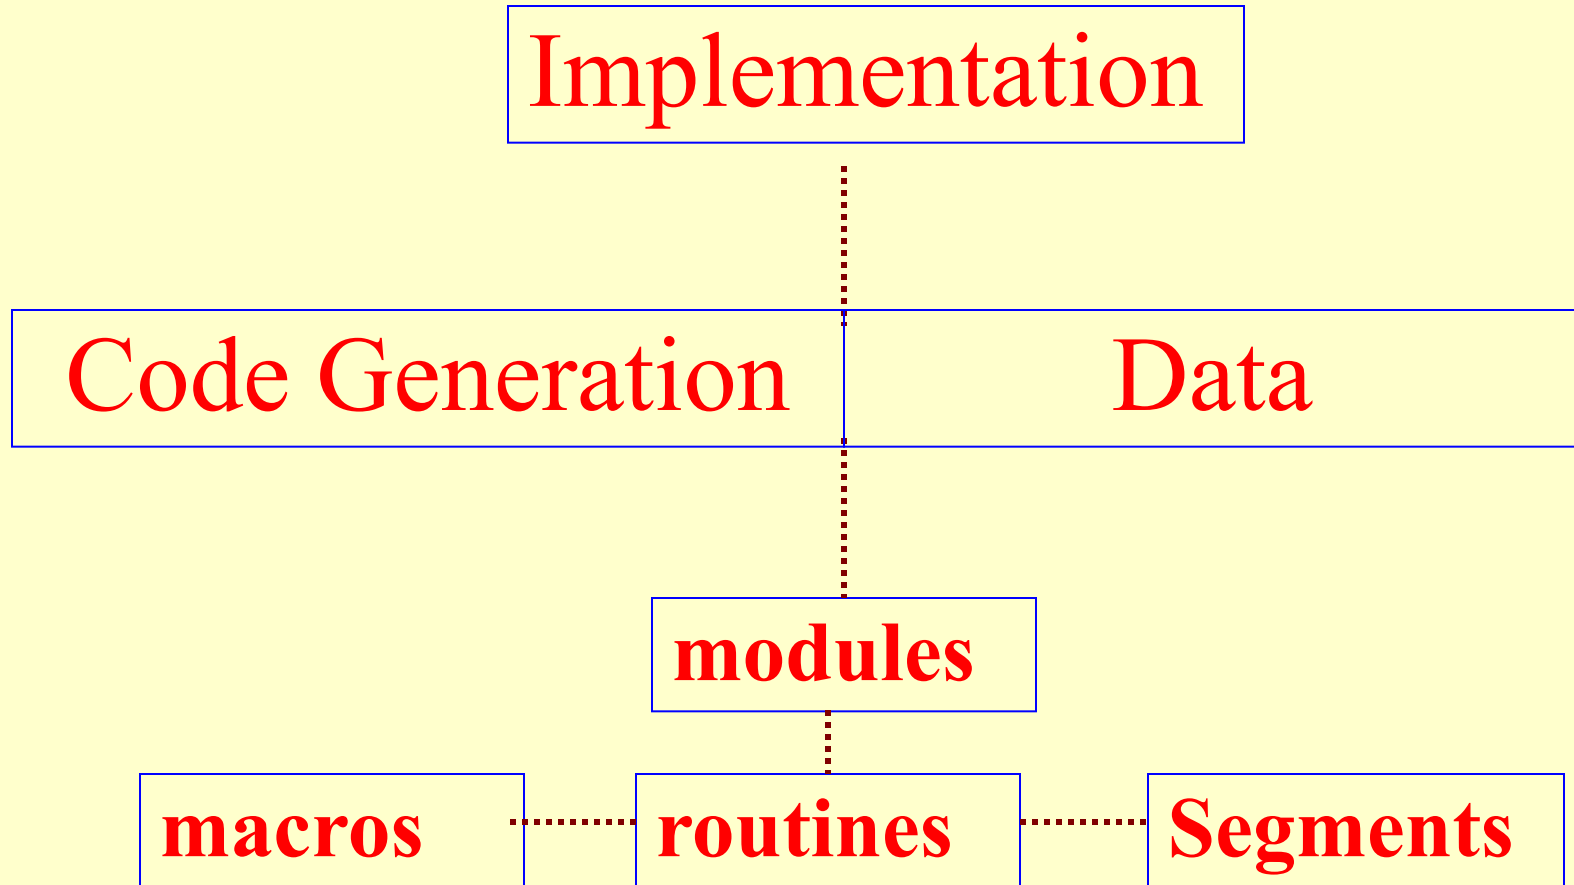 Implementation
Code Generation Data
modules
macros routines Segments